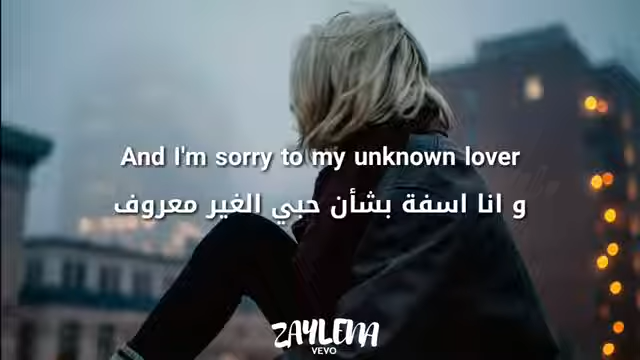 And I'm sorry to my unknown lover
و انا اسفة بشأن حبي الغير معروف
ZAYLENA
VEVO